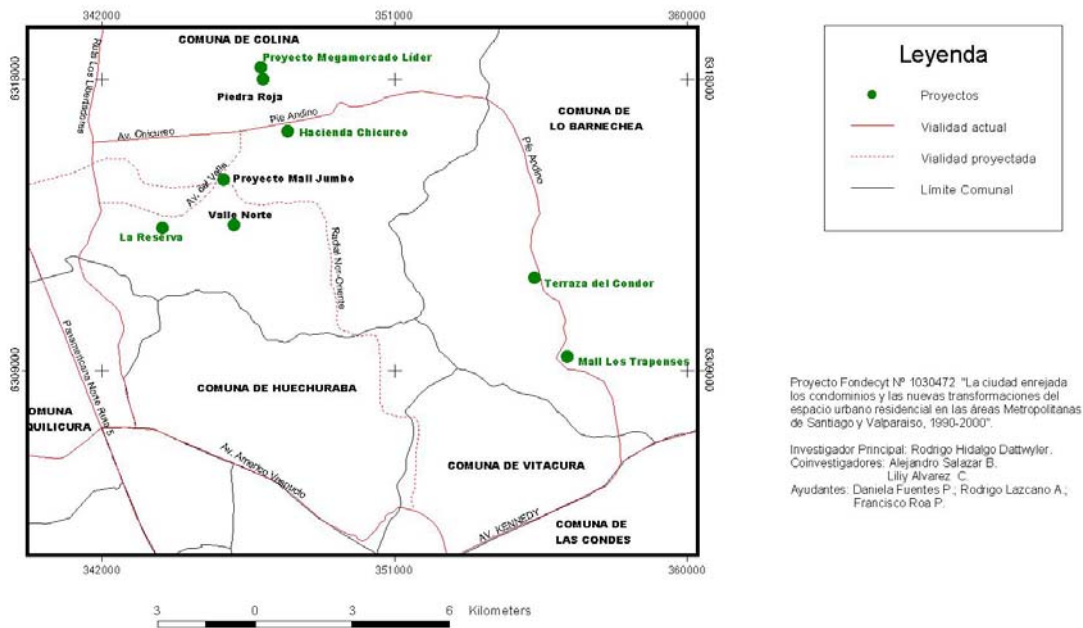 342000 351000 360000
COMUNA DE COLINA
Proyecto Megamercado Líder
6318000 6318000
Piedra Roja
Ruta Los Libertadores
Av. Chicureo
Pie Andino
Hacienda Chicureo
COMUNA DE
LO BARNECHEA
Pie Andino
Av. del Valle
Proyecto Mall Jumbo
Valle Norte
La Reserva
Radial Nor-Oriente
Terraza del Condor
Panamericana Norte Ruta 5
Mall Los Trapenses
6309000 6309000
COMUNA DE HUECHURABA
OMUNA
QUILICURA
Av. Americo Vespucio
COMUNA DE VITACURA
AV. KENNEDY
COMUNA DE
LAS CONDES
342000 351000 360000
3 0 3 6 Kilometers
Leyenda
Proyectos
Vialidad actual
Vialidad proyectada
Límite Comunal
Proyecto Fondecyt Nº 1030472 "La ciudad enrejada
los condominios y las nuevas transformaciones del
espacio urbano residencial en las áreas Metropolitanas
de Santiago y Valparaiso, 1990-2000".
Investigador Principal: Rodrigo Hidalgo Dattwyler.
Coinvestigadores: Alejandro Salazar B.
Liliy Alvarez C.
Ayudantes: Daniela Fuentes P.; Rodrigo Lazcano A.;
Francisco Roa P.